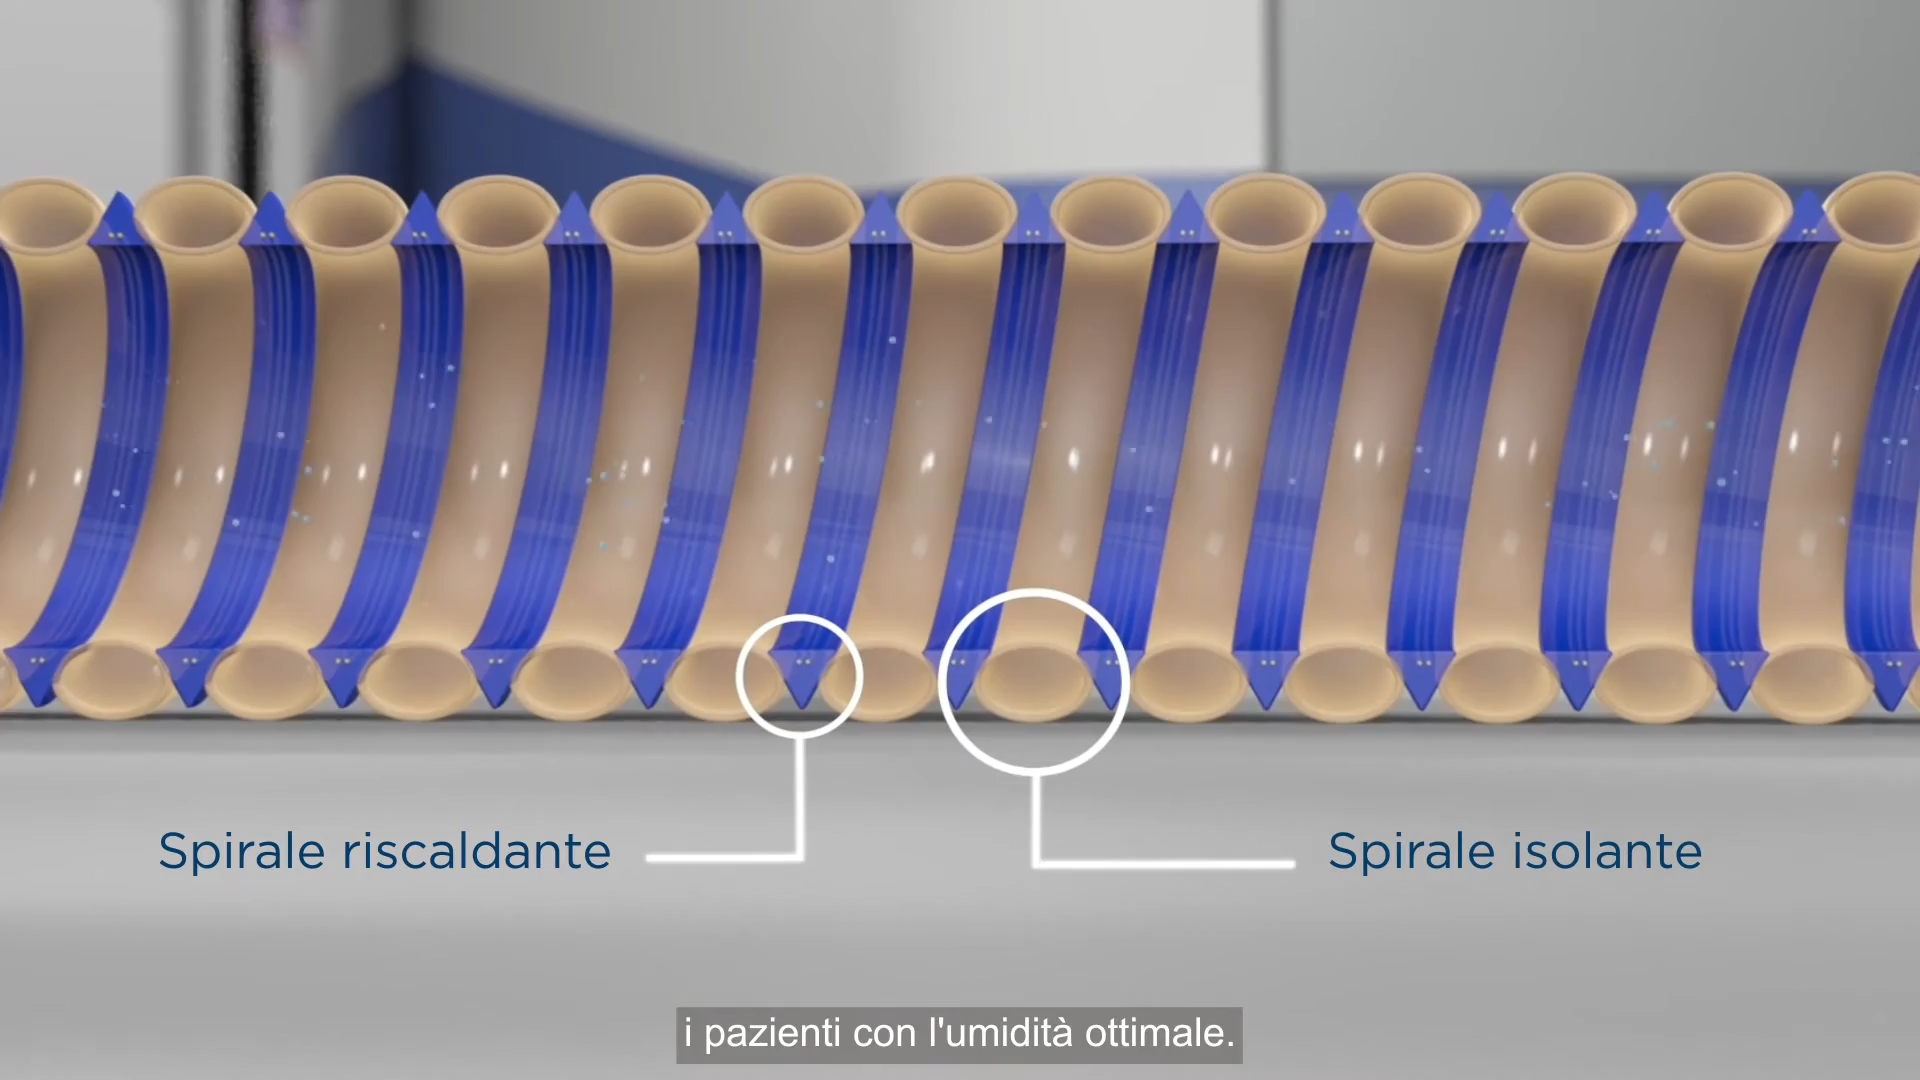 Spirale riscaldante
Spirale isolante
i pazienti con l'umidità ottimale.